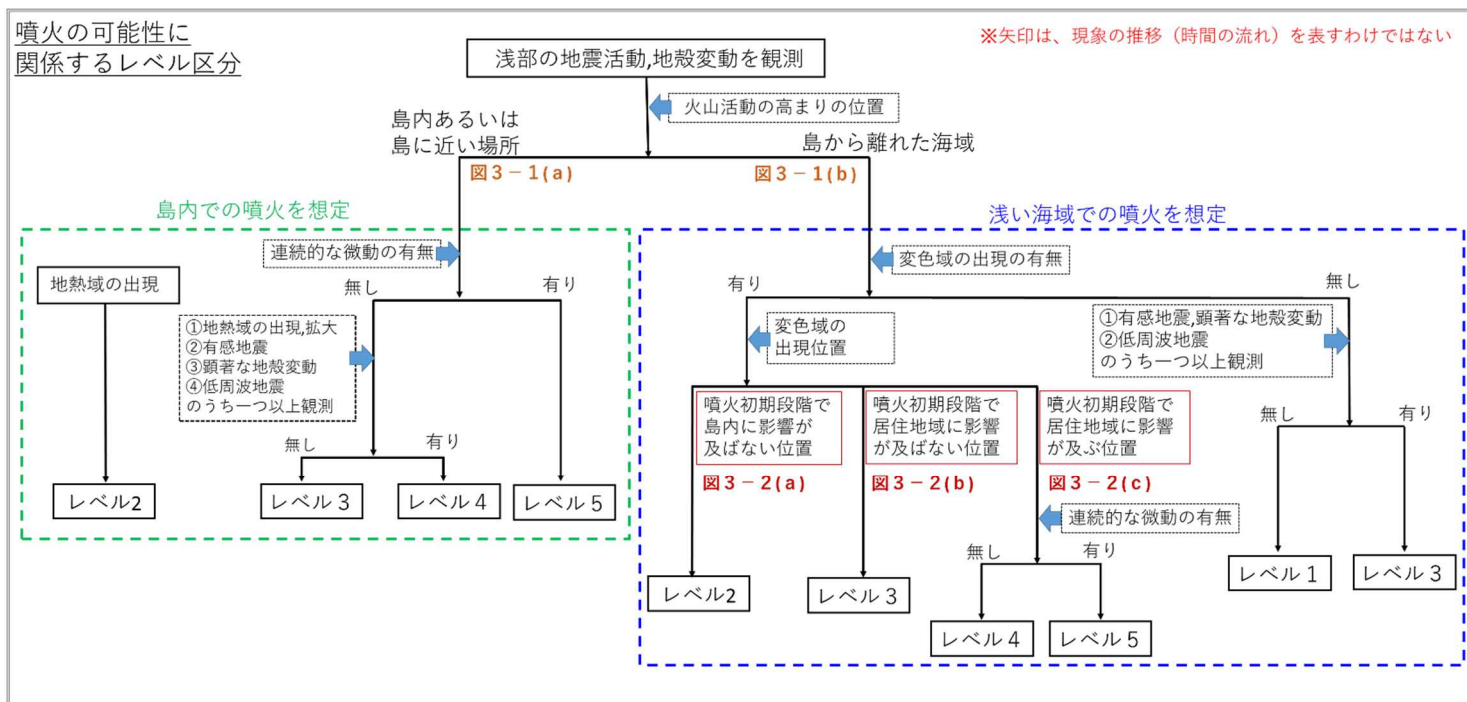 噴火の可能性に
関係するレベル区分
※矢印は、現象の推移（時間の流れ）を表すわけではない
浅部の地震活動,地殻変動を観測
火山活動の高まりの位置
島内あるいは
島に近い場所
島から離れた海域
図3－1(a)
図3－1(b)
島内での噴火を想定
連続的な微動の有無
地熱域の出現
無し
有り
①地熱域の出現,拡大
②有感地震
③顕著な地殻変動
④低周波地震
のうち一つ以上観測
無し
有り
レベル2
レベル３
レベル４
レベル５
浅い海域での噴火を想定
変色域の出現の有無
有り
無し
変色域の
出現位置
①有感地震,顕著な地殻変動
②低周波地震
のうち一つ以上観測
噴火初期段階で
島内に影響が
及ばない位置
噴火初期段階で
居住地域に影響
が及ばない位置
噴火初期段階で
居住地域に影響
が及ぶ位置
図3－2(a)
図3－2(b)
図3－2(c)
連続的な微動の有無
無し
有り
無し
有り
レベル2
レベル３
レベル４
レベル５
レベル１
レベル３